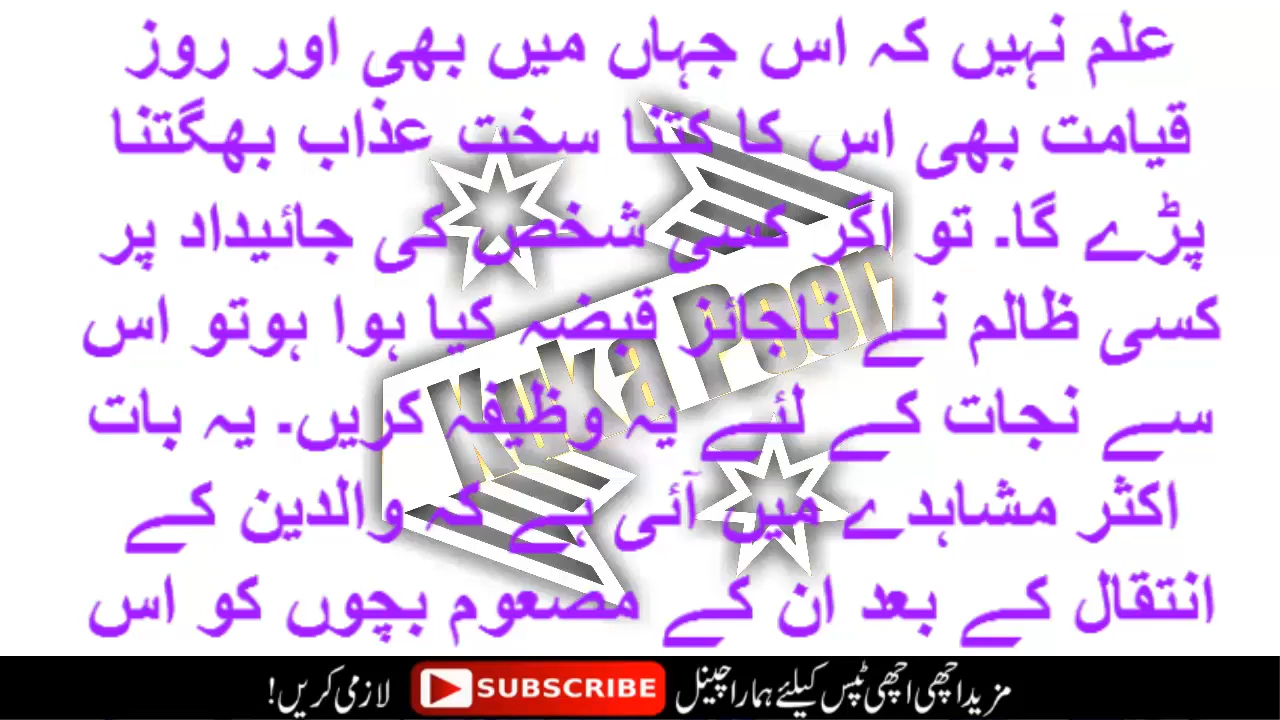 علم نہیں کہ اس جہاں میں بھی اور روز
قیامت بھی اس کا کتنا سخت عذاب بھگتنا
پڑے گا۔ تو اگر کسی شخص کی جائیداد پر
کسی ظالم نے ناجائز قبضہ کیا ہوا ہوتو اس
سے نجات کے لئے یہ وظیفہ کریں۔ یہ بات
اکثر مشاہدے میں آئی ہے کہ والدین کے
انتقال کے بعد ان کے مصعوم بچوں کو اس
Kuka Pocr
مزید اچھی اچھی ٹپس کیلئے ہمارا چینل SUBSCRIBE لازمی کریں!